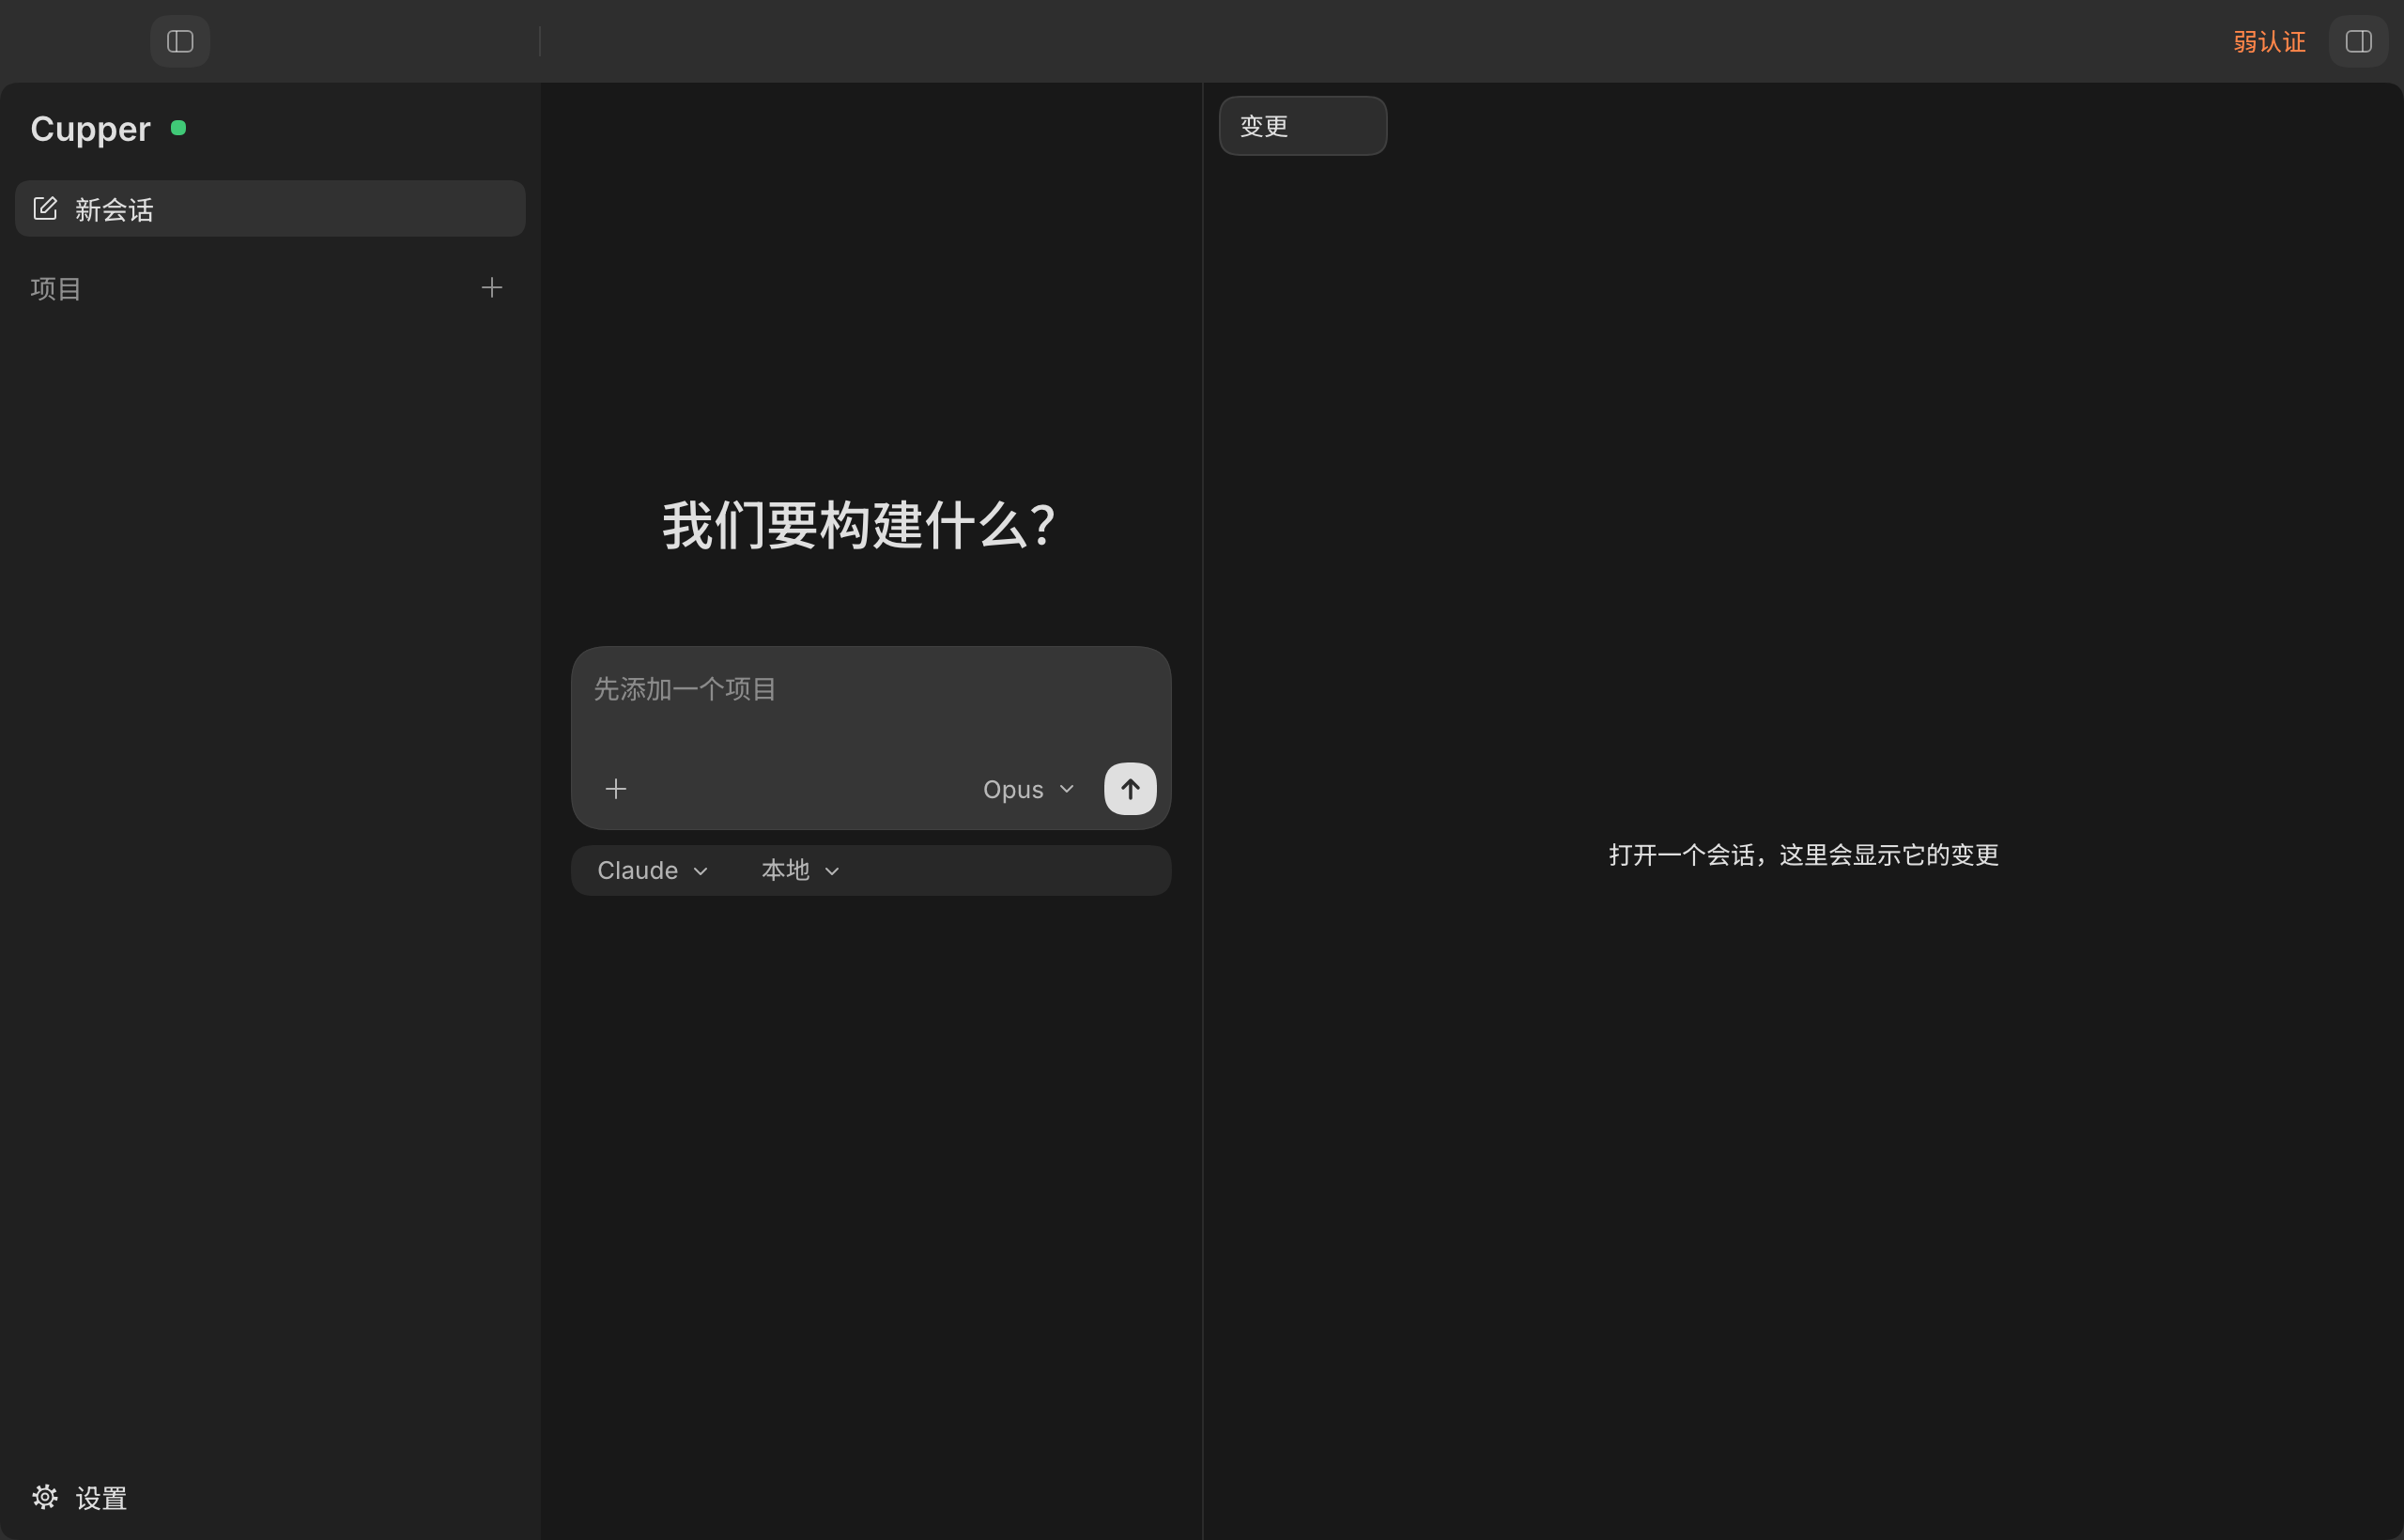 弱认证
Cupper
新会话
项目
变更
我们要构建什么？
先添加一个项目
Opus
Claude
本地
打开一个会话，这里会显示它的变更
设置